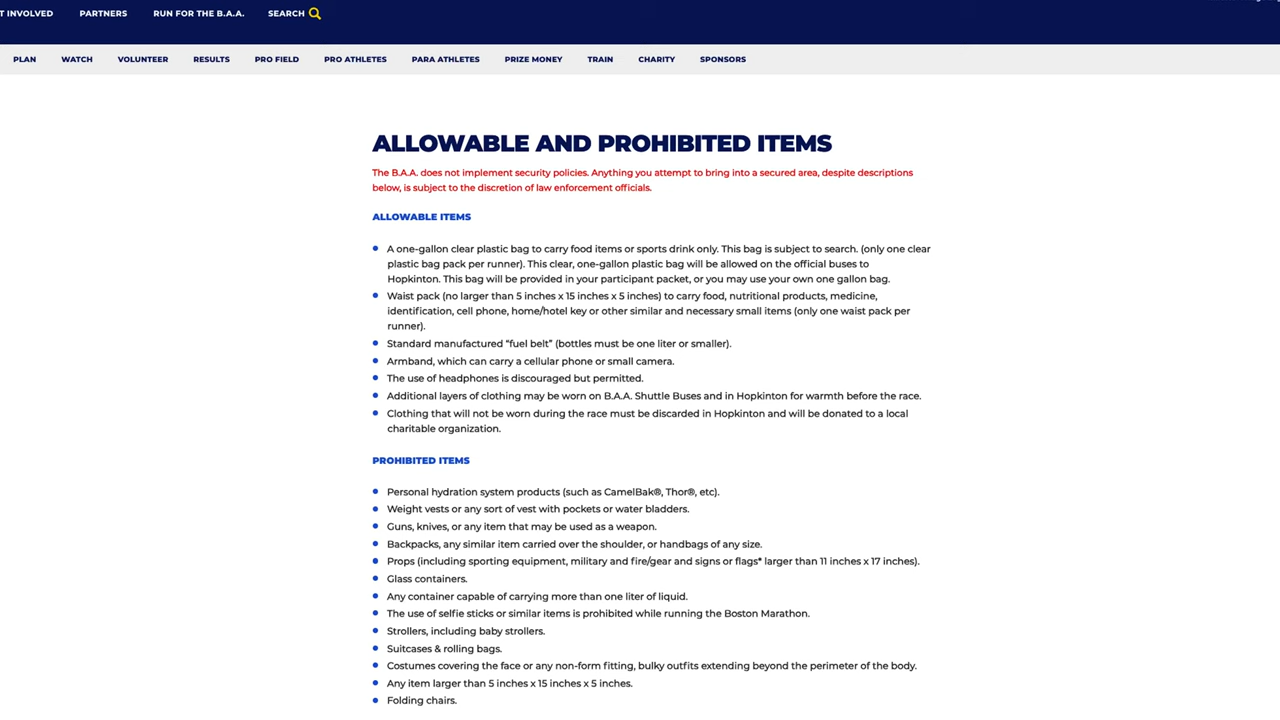 T INVOLVED PARTNERS RUN FOR THE B.A.A. SEARCH
PLAN WATCH VOLUNTEER RESULTS PRO FIELD PRO ATHLETES PARA ATHLETES PRIZE MONEY TRAIN CHARITY SPONSORS
ALLOWABLE AND PROHIBITED ITEMS
The B.A.A. does not implement security policies. Anything you attempt to bring into a secured area, despite descriptions
below, is subject to the discretion of law enforcement officials.
ALLOWABLE ITEMS
A one-gallon clear plastic bag to carry food items or sports drink only. This bag is subject to search. (only one clear
plastic bag pack per runner). This clear, one-gallon plastic bag will be allowed on the official buses to
Hopkinton. This bag will be provided in your participant packet, or you may use your own one gallon bag.
Waist pack (no larger than 5 inches x 15 inches x 5 inches) to carry food, nutritional products, medicine,
identification, cell phone, home/hotel key or other similar and necessary small items (only one waist pack per
runner).
Standard manufactured “fuel belt” (bottles must be one liter or smaller).
Armband, which can carry a cellular phone or small camera.
The use of headphones is discouraged but permitted.
Additional layers of clothing may be worn on B.A.A. Shuttle Buses and in Hopkinton for warmth before the race.
Clothing that will not be worn during the race must be discarded in Hopkinton and will be donated to a local
charitable organization.
PROHIBITED ITEMS
Personal hydration system products (such as CamelBak®, Thor®, etc).
Weight vests or any sort of vest with pockets or water bladders.
Guns, knives, or any item that may be used as a weapon.
Backpacks, any similar item carried over the shoulder, or handbags of any size.
Props (including sporting equipment, military and fire/gear and signs or flags* larger than 11 inches x 17 inches).
Glass containers.
Any container capable of carrying more than one liter of liquid.
The use of selfie sticks or similar items is prohibited while running the Boston Marathon.
Strollers, including baby strollers.
Suitcases & rolling bags.
Costumes covering the face or any non-form fitting, bulky outfits extending beyond the perimeter of the body.
Any item larger than 5 inches x 15 inches x 5 inches.
Folding chairs.